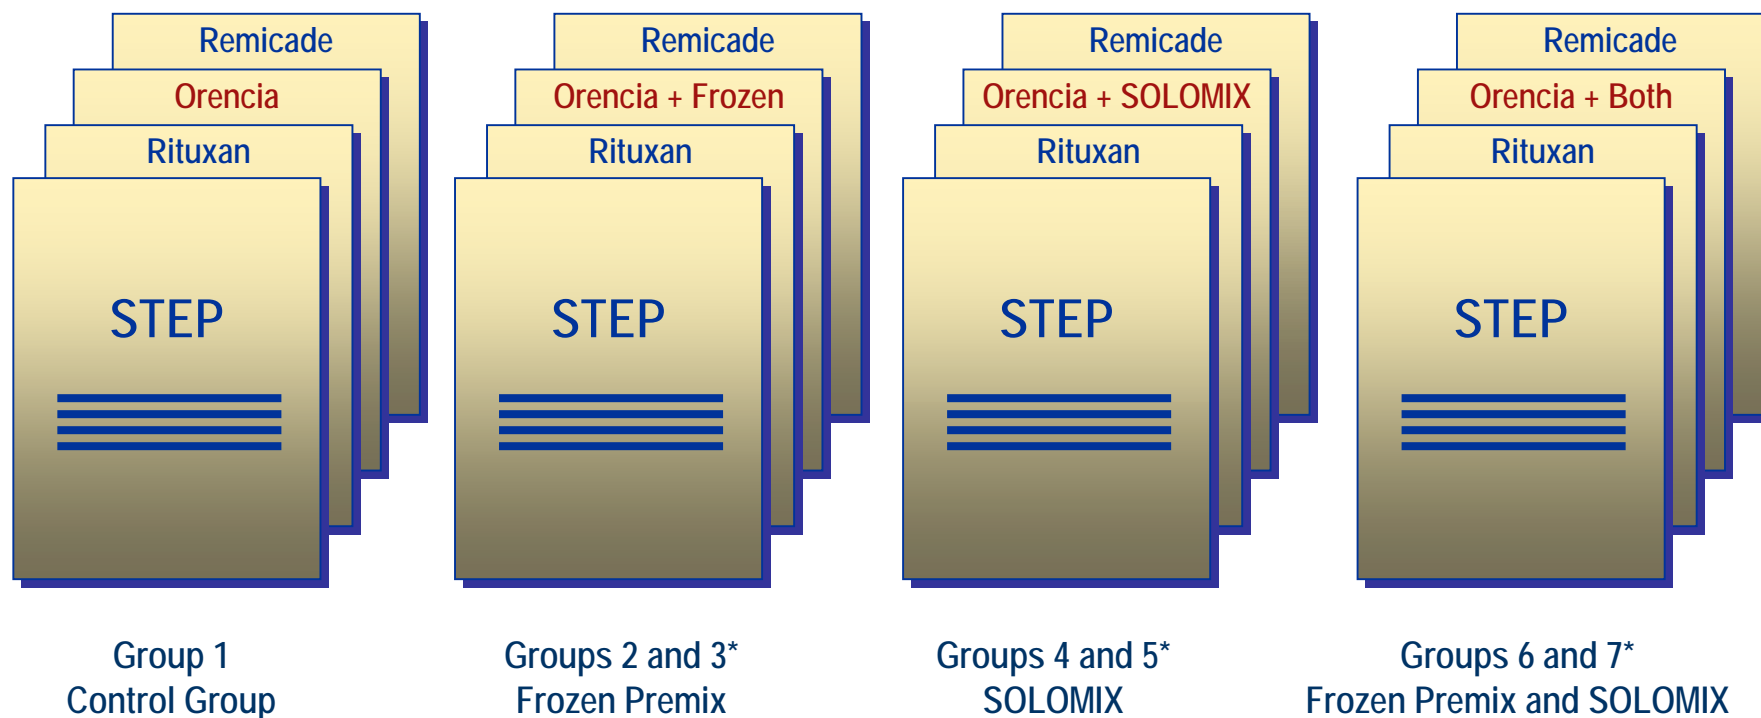 Remicade
Orencia
Rituxan
STEP
Group 1
Control Group
Remicade
Orencia + Frozen
Rituxan
STEP
Groups 2 and 3*
Frozen Premix
Remicade
Orencia + SOLOMIX
Rituxan
STEP
Groups 4 and 5*
SOLOMIX
Remicade
Orencia + Both
Rituxan
STEP
Groups 6 and 7*
Frozen Premix and SOLOMIX